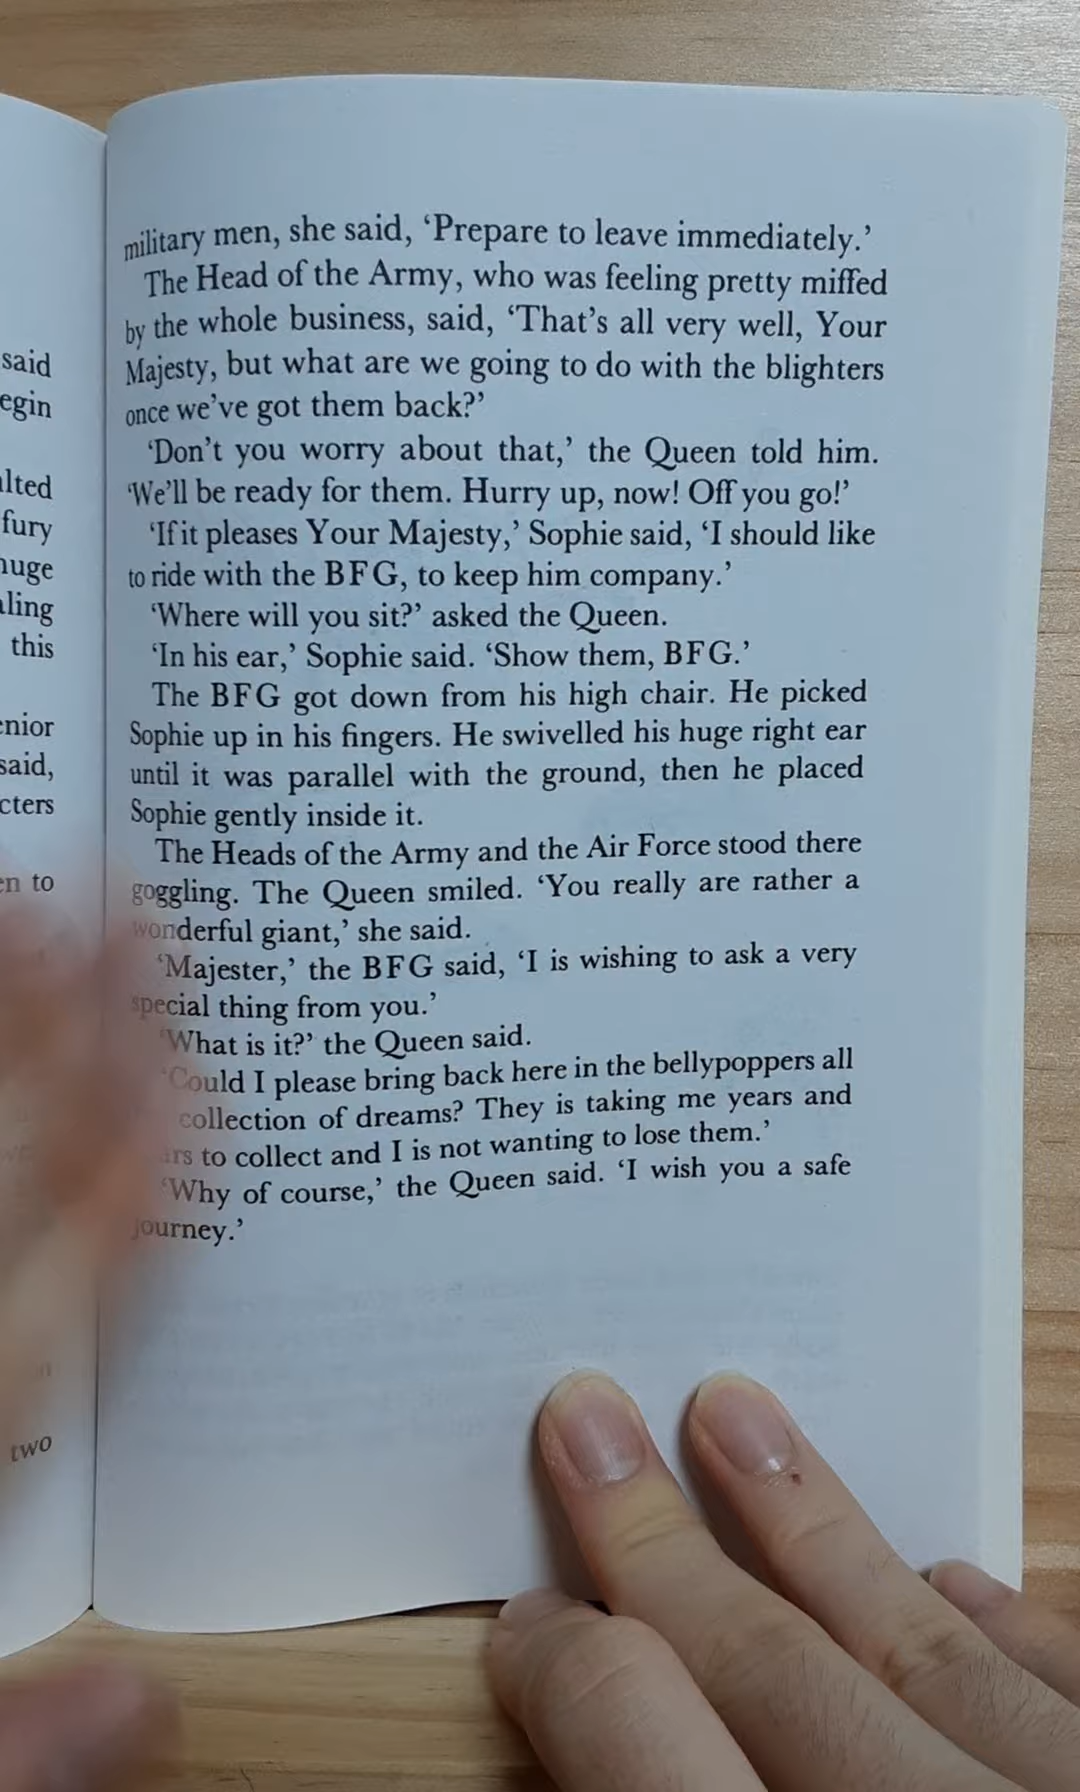 said
egin
lted
fury
huge
ling
this
enior
said,
cters
en to
two
military men, she said, ‘Prepare to leave immediately.’
The Head of the Army, who was feeling pretty miffed
by the whole business, said, ‘That’s all very well, Your
Majesty, but what are we going to do with the blighters
once we’ve got them back?’
‘Don’t you worry about that,’ the Queen told him.
‘We’ll be ready for them. Hurry up, now! Off you go!’
‘If it pleases Your Majesty,’ Sophie said, ‘I should like
to ride with the BFG, to keep him company.’
‘Where will you sit?’ asked the Queen.
‘In his ear,’ Sophie said. ‘Show them, BFG.’
The BFG got down from his high chair. He picked
Sophie up in his fingers. He swivelled his huge right ear
until it was parallel with the ground, then he placed
Sophie gently inside it.
The Heads of the Army and the Air Force stood there
goggling. The Queen smiled. ‘You really are rather a
wonderful giant,’ she said.
‘Majester,’ the BFG said, ‘I is wishing to ask a very
special thing from you.’
‘What is it?’ the Queen said.
‘Could I please bring back here in the bellypoppers all
collection of dreams? They is taking me years and
rs to collect and I is not wanting to lose them.’
‘Why of course,’ the Queen said. ‘I wish you a safe
journey.’